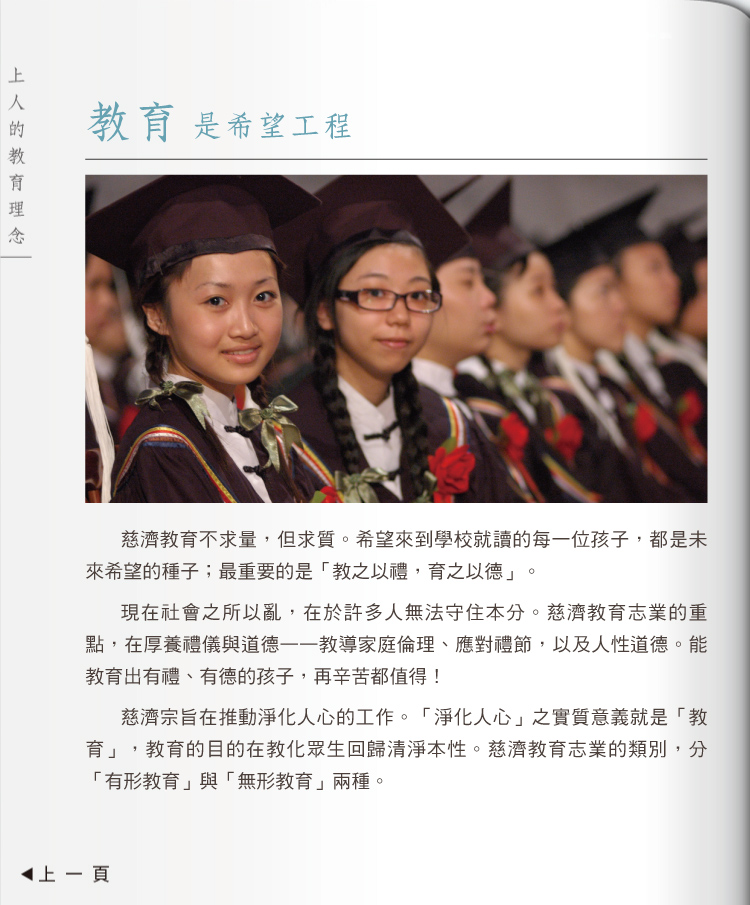 上人的教育理念
教育 是希望工程
慈濟教育不求量，但求質。希望來到學校就讀的每一位孩子，都是未
來希望的種子；最重要的是「教之以禮，育之以德」。
現在社會之所以亂，在於許多人無法守住本分。慈濟教育志業的重
點，在厚養禮儀與道德——教導家庭倫理、應對禮節，以及人性道德。能
教育出有禮、有德的孩子，再辛苦都值得！
慈濟宗旨在推動淨化人心的工作。「淨化人心」之實質意義就是「教
育」，教育的目的在教化眾生回歸清淨本性。慈濟教育志業的類別，分
「有形教育」與「無形教育」兩種。
◀上一頁